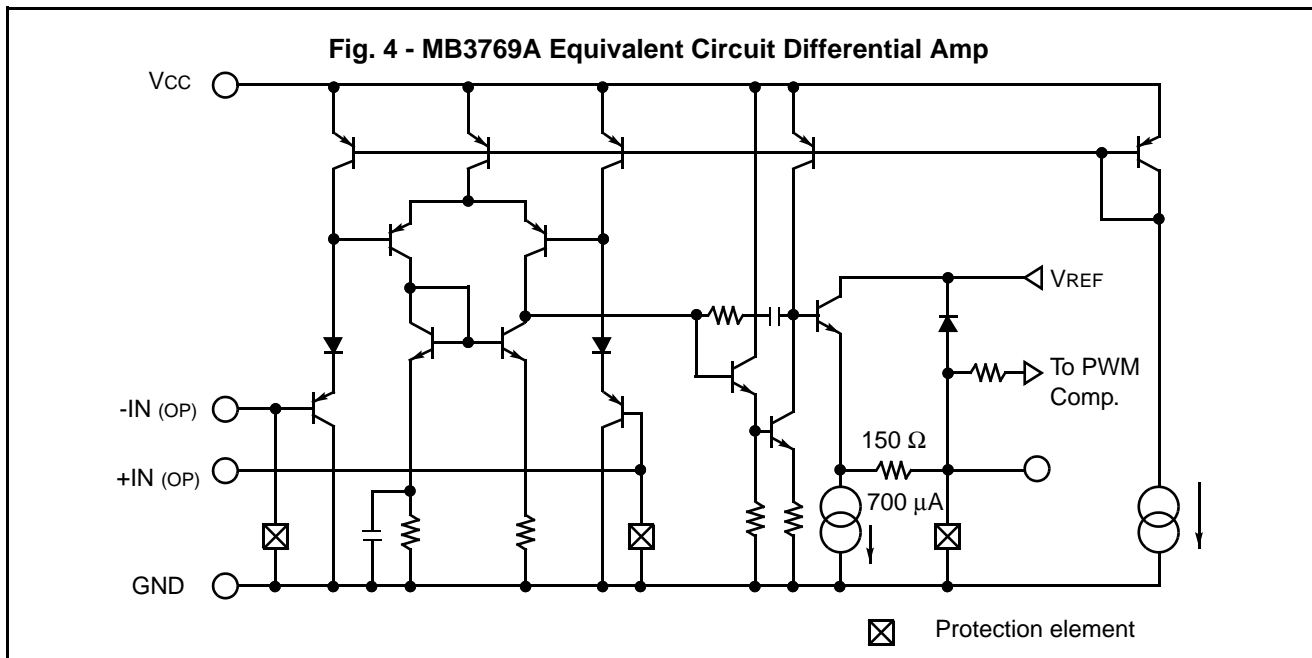 Fig. 4 - MB3769A Equivalent Circuit Differential Amp
VCC
VREF
To PWM
Comp.
-IN (OP)
+IN (OP)
150 Ω
700 μA
GND
Protection element